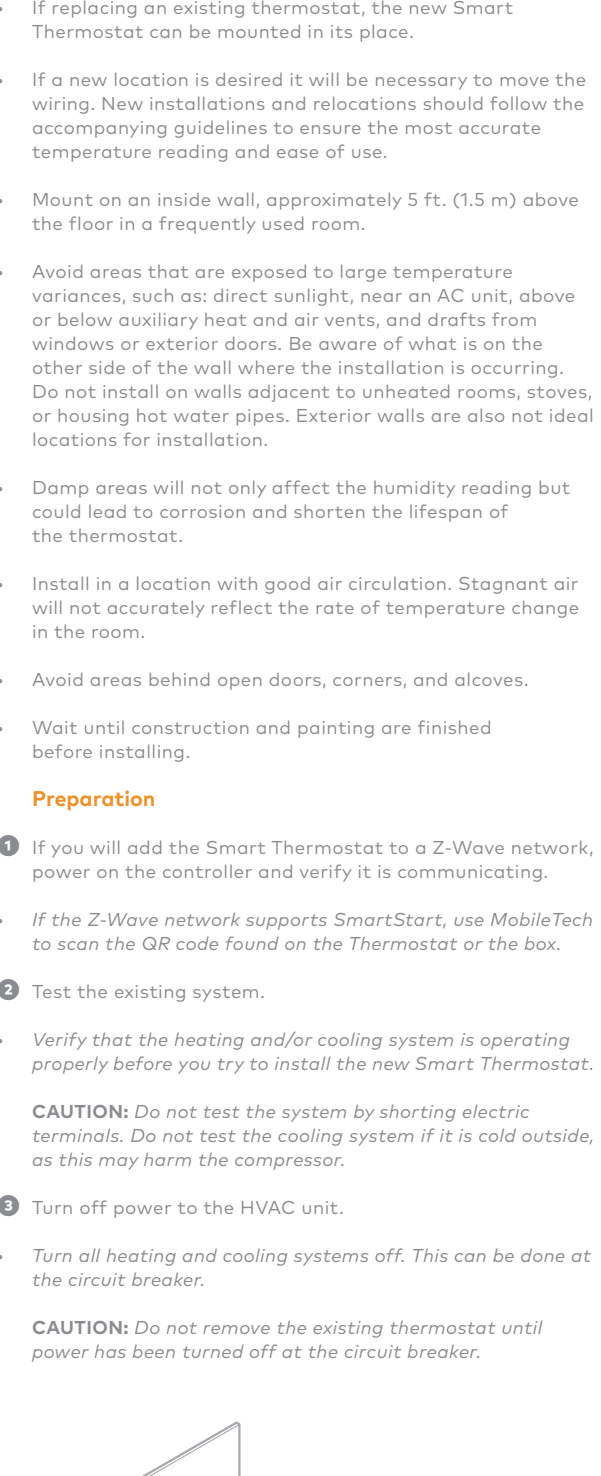 • If replacing an existing thermostat, the new Smart
Thermostat can be mounted in its place.
• If a new location is desired it will be necessary to move the
wiring. New installations and relocations should follow the
accompanying guidelines to ensure the most accurate
temperature reading and ease of use.
• Mount on an inside wall, approximately 5 ft. (1.5 m) above
the floor in a frequently used room.
• Avoid areas that are exposed to large temperature
variances, such as: direct sunlight, near an AC unit, above
or below auxiliary heat and air vents, and drafts from
windows or exterior doors. Be aware of what is on the
other side of the wall where the installation is occurring.
Do not install on walls adjacent to unheated rooms, stoves,
or housing hot water pipes. Exterior walls are also not ideal
locations for installation.
• Damp areas will not only affect the humidity reading but
could lead to corrosion and shorten the lifespan of
the thermostat.
• Install in a location with good air circulation. Stagnant air
will not accurately reflect the rate of temperature change
in the room.
• Avoid areas behind open doors, corners, and alcoves.
• Wait until construction and painting are finished
before installing.
Preparation
1 If you will add the Smart Thermostat to a Z-Wave network,
power on the controller and verify it is communicating.
• If the Z-Wave network supports SmartStart, use MobileTech
to scan the QR code found on the Thermostat or the box.
2 Test the existing system.
• Verify that the heating and/or cooling system is operating
properly before you try to install the new Smart Thermostat.
CAUTION: Do not test the system by shorting electric
terminals. Do not test the cooling system if it is cold outside,
as this may harm the compressor.
3 Turn off power to the HVAC unit.
• Turn all heating and cooling systems off. This can be done at
the circuit breaker.
CAUTION: Do not remove the existing thermostat until
power has been turned off at the circuit breaker.